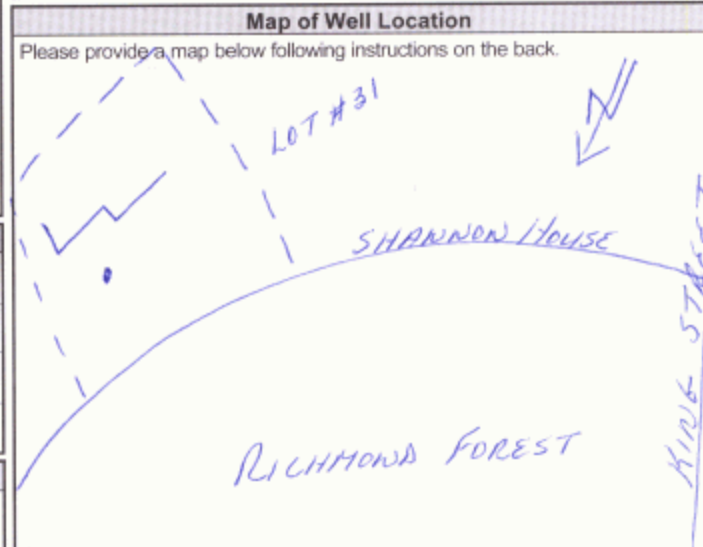 Map of Well Location
Please provide a map below following instructions on the back.
LOT #31
N
SHANNON HOUSE
KING STREET
RICHMOND FOREST